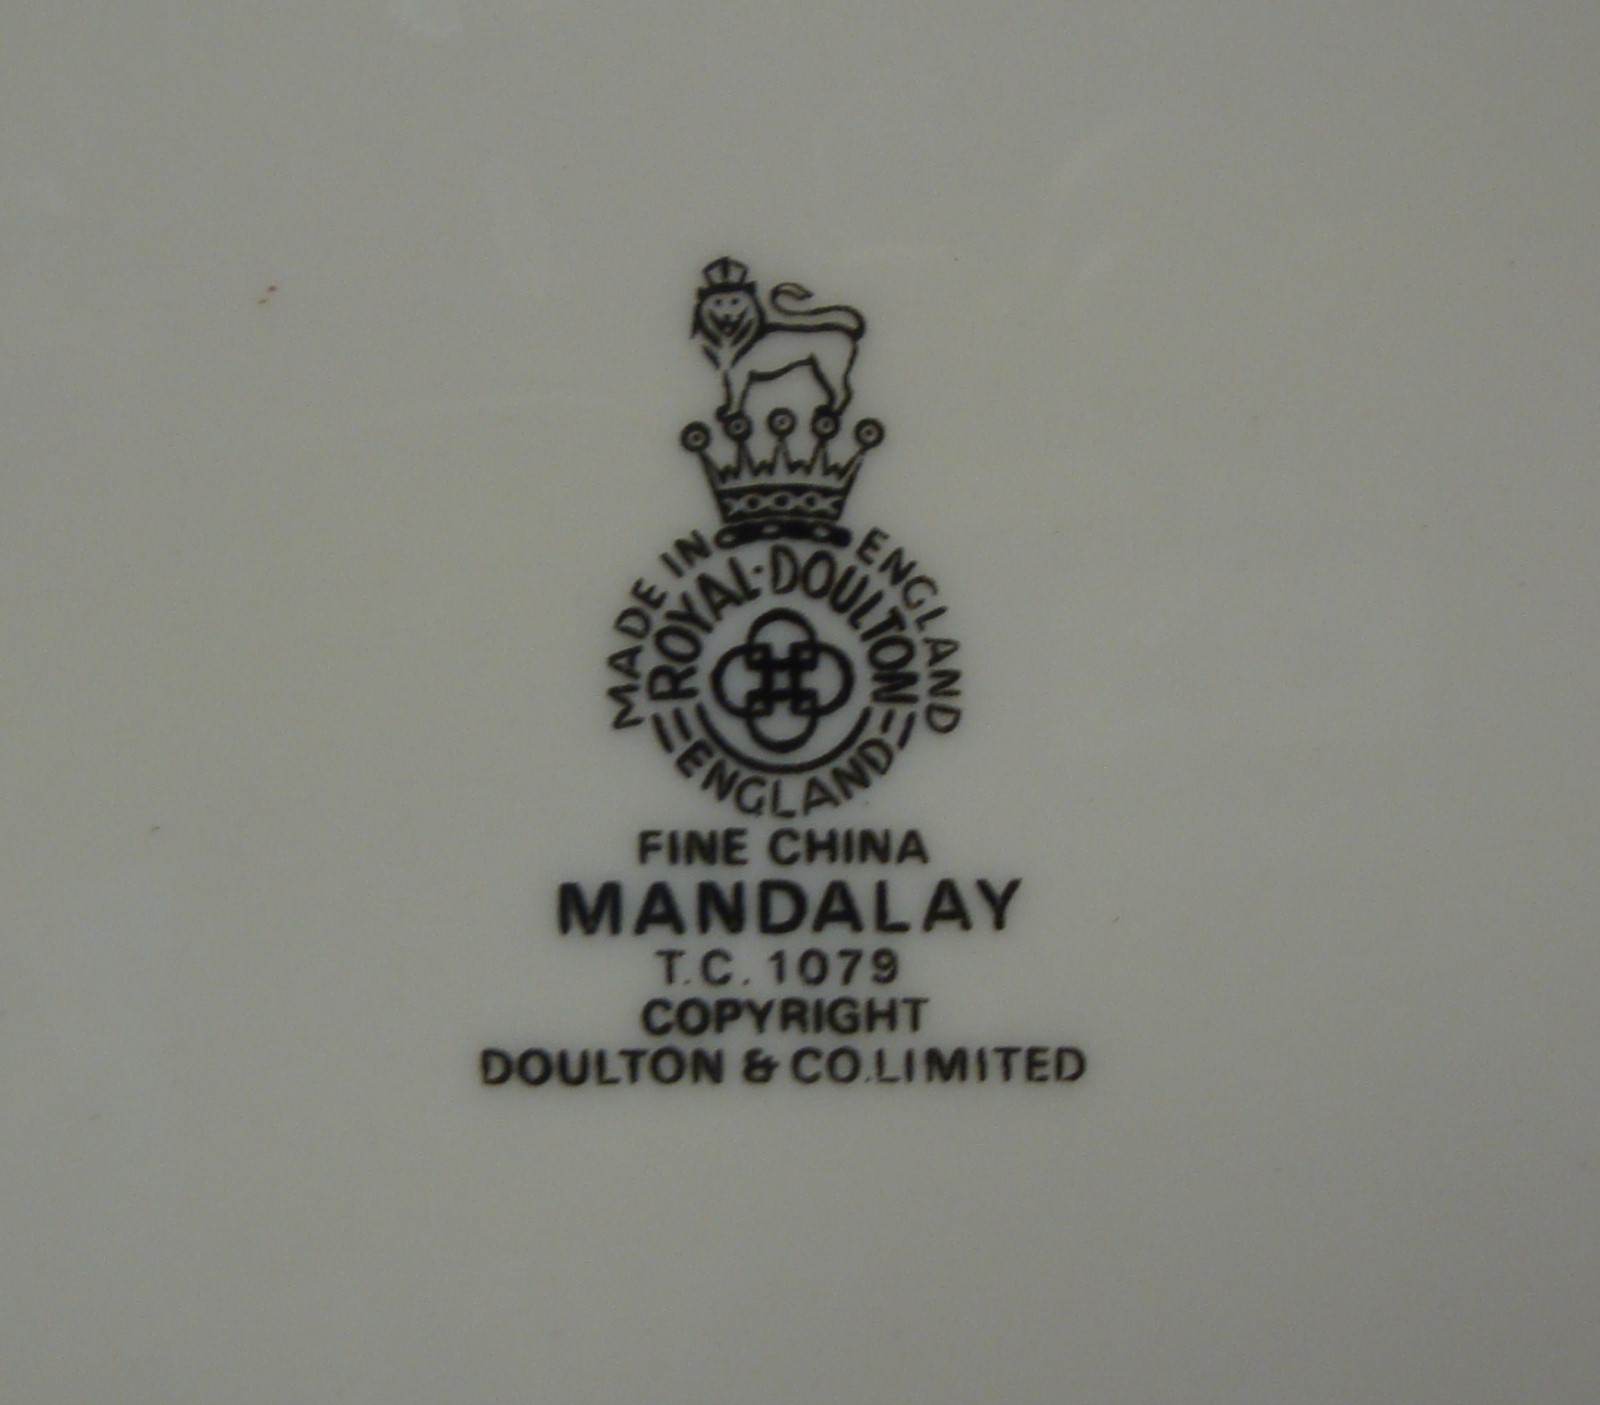 MADE IN ENGLAND
ROYAL·DOULTON
ENGLAND
FINE CHINA
MANDALAY
T.C.1079
COPYRIGHT
DOULTON & CO.LIMITED